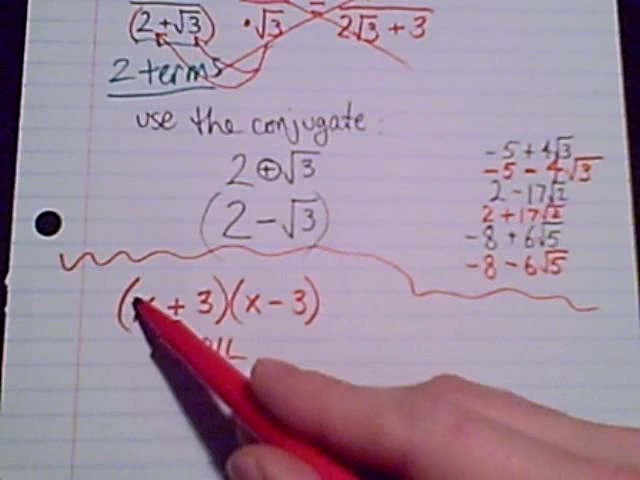 (2 + √3) · √3 = 2√3 + 3
2 terms
use the conjugate:
2 + √3
(2 - √3)
-5 + 4√3
-5 - 4√3
2 - 17√2
2 + 17√2
-8 + 6√5
-8 - 6√5
(x + 3)(x - 3)